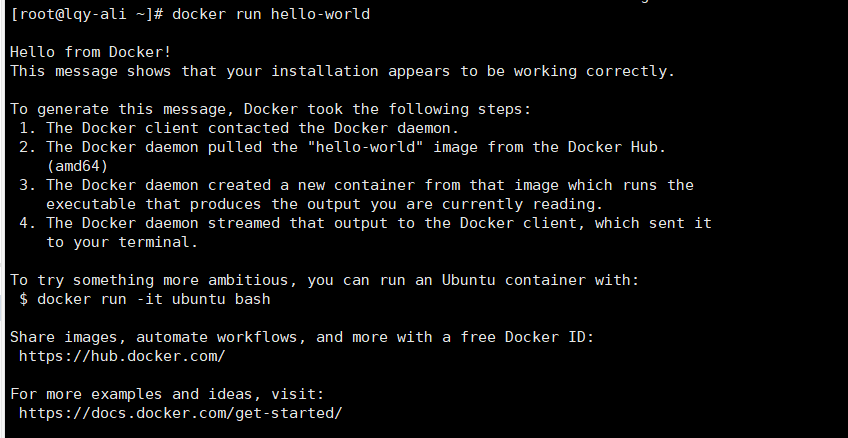 [root@lqy-ali ~]# docker run hello-world
Hello from Docker!
This message shows that your installation appears to be working correctly.
To generate this message, Docker took the following steps:
1. The Docker client contacted the Docker daemon.
2. The Docker daemon pulled the "hello-world" image from the Docker Hub.
(amd64)
3. The Docker daemon created a new container from that image which runs the
executable that produces the output you are currently reading.
4. The Docker daemon streamed that output to the Docker client, which sent it
to your terminal.
To try something more ambitious, you can run an Ubuntu container with:
$ docker run -it ubuntu bash
Share images, automate workflows, and more with a free Docker ID:
https://hub.docker.com/
For more examples and ideas, visit:
https://docs.docker.com/get-started/